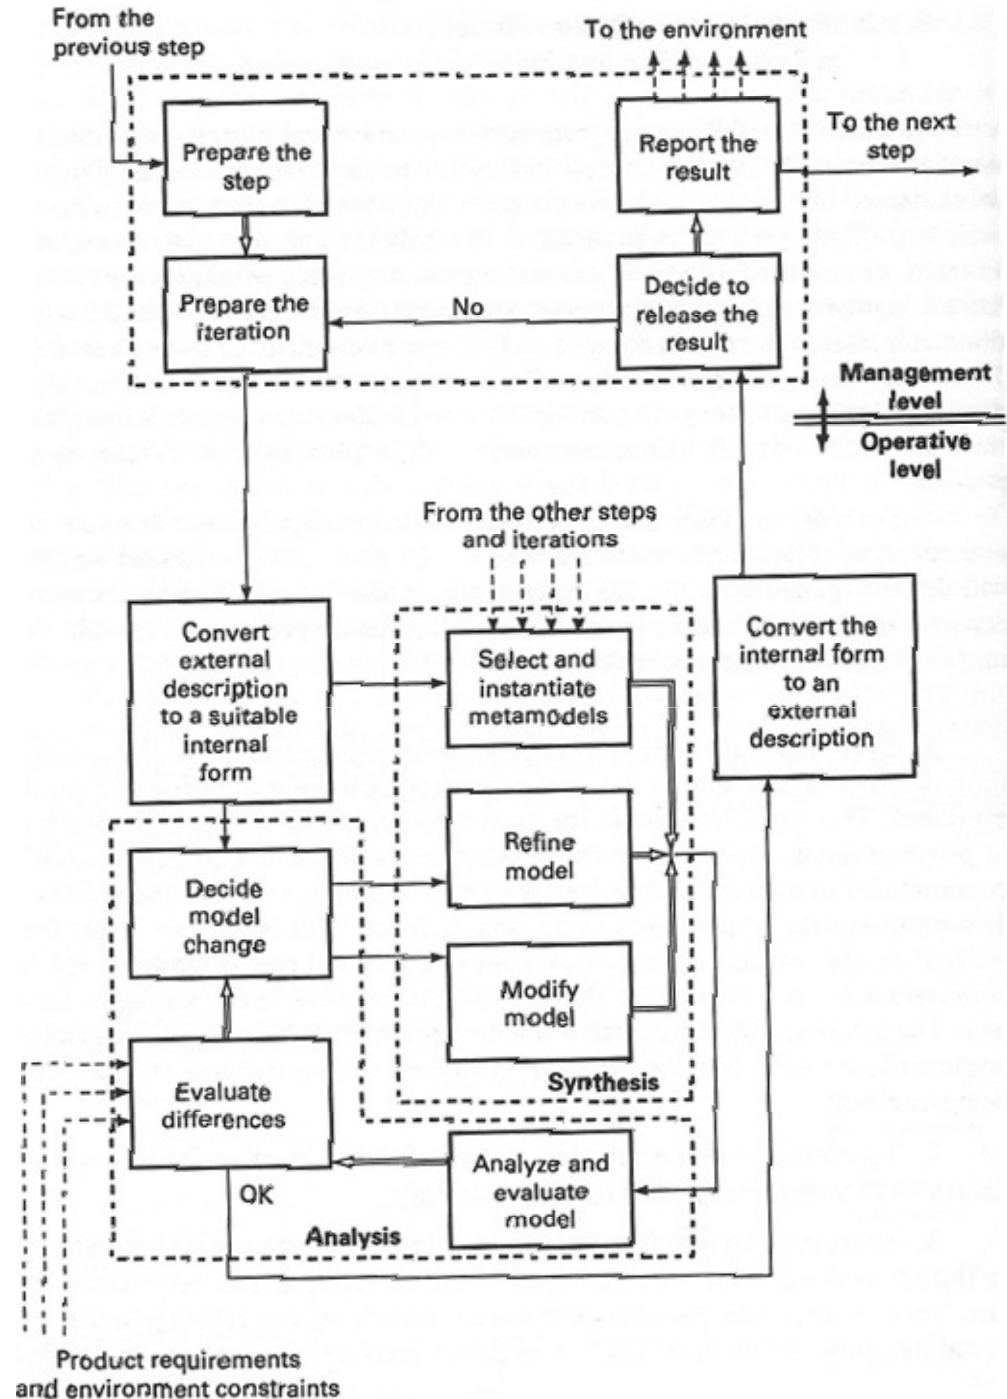 From the
previous step
To the environment
Prepare the
step
Report the
result
To the next
step
Prepare the
iteration
No
Decide to
release the
result
Management
level
Operative
level
From the other steps
and iterations
Convert
external
description
to a suitable
internal
form
Select and
instantiate
metamodels
Convert the
internal form
to an
external
description
Decide
model
change
Refine
model
Modify
model
Synthesis
Evaluate
differences
Analyze and
evaluate
model
OK
Analysis
Product requirements
and environment constraints